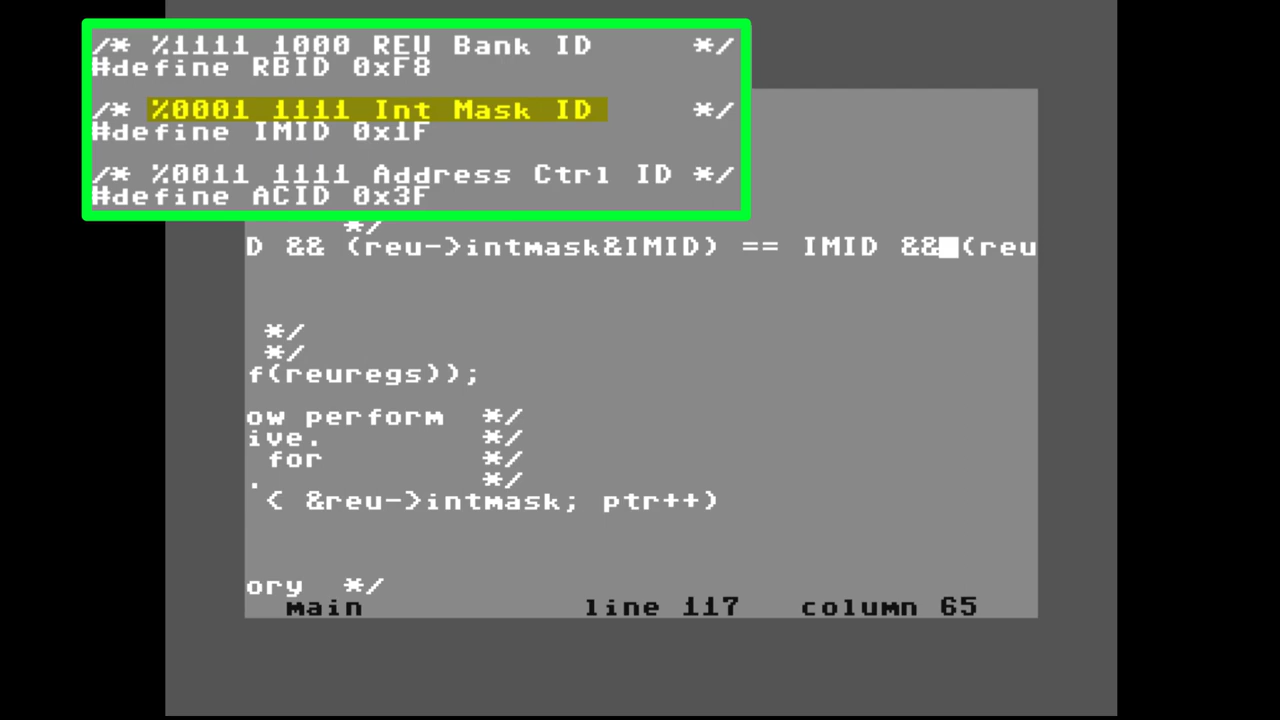 /* %1111 1000 REU Bank ID */
#define RBID 0xF8
/* %0001 1111 Int Mask ID */
#define IMID 0x1F
/* %0011 1111 Address Ctrl ID */
#define ACID 0x3F
*/
D && (reu->intmask&IMID) == IMID && (reu
*/
*/
f(reuregs));
ow perform */
ive. */
for */
. */
< &reu->intmask; ptr++)
ory */
main line 117 column 65